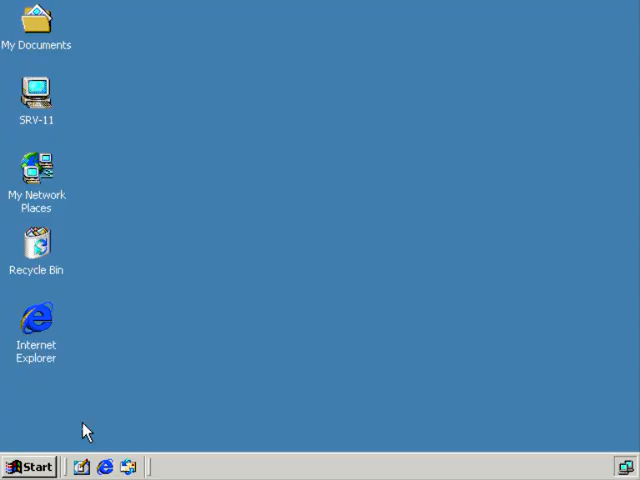 My Documents
SRV-11
My Network
Places
Recycle Bin
Internet
Explorer
Start